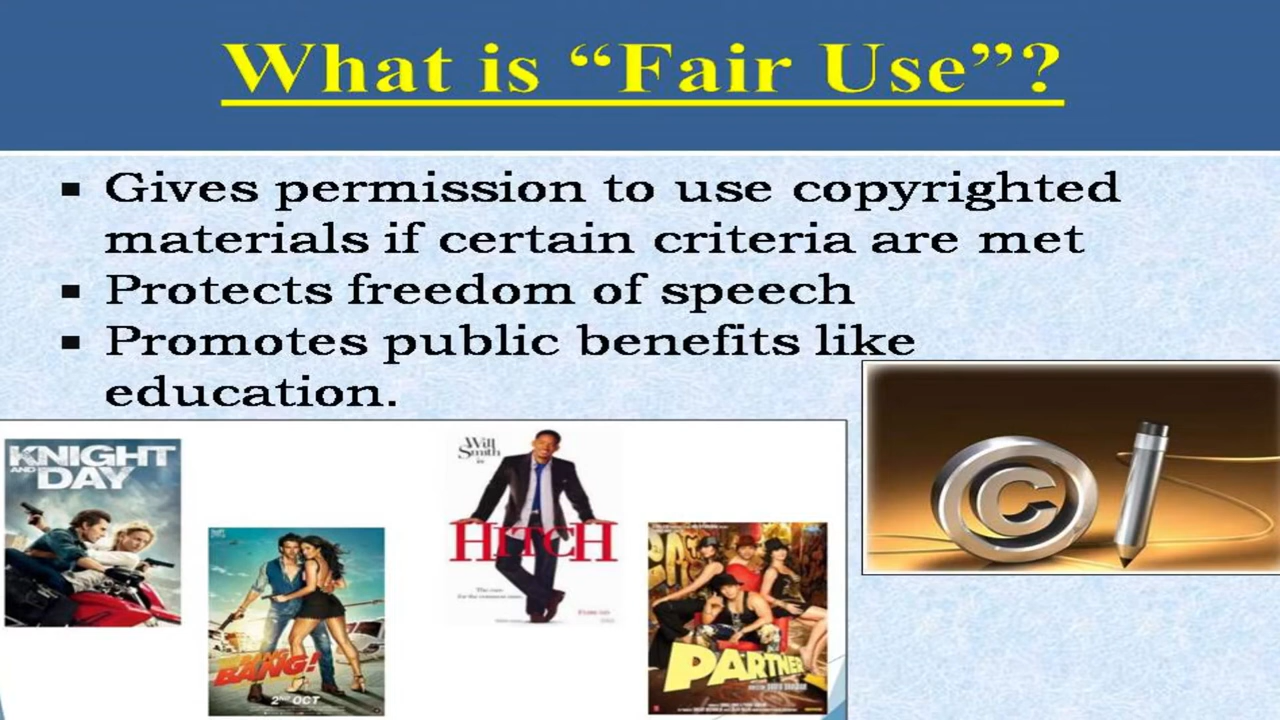 What is “Fair Use”?
▪ Gives permission to use copyrighted
materials if certain criteria are met
▪ Protects freedom of speech
▪ Promotes public benefits like
education.
KNIGHT
AND
DAY
BANG!
2ND OCT
Will
Smith
is
HITCH
PARTNER
C